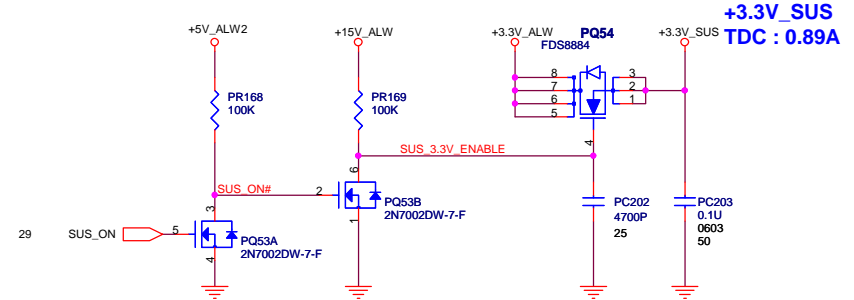 +3.3V_SUS
TDC : 0.89A
+5V_ALW2
+15V_ALW
+3.3V_ALW
PQ54
FDS8884
+3.3V_SUS
8
7
6
5
3
2
1
4
PR168
100K
PR169
100K
SUS_3.3V_ENABLE
SUS_ON#
2
6
1
PQ53B
2N7002DW-7-F
3
29
SUS_ON
5
4
PQ53A
2N7002DW-7-F
PC202
4700P
25
PC203
0.1U
0603
50